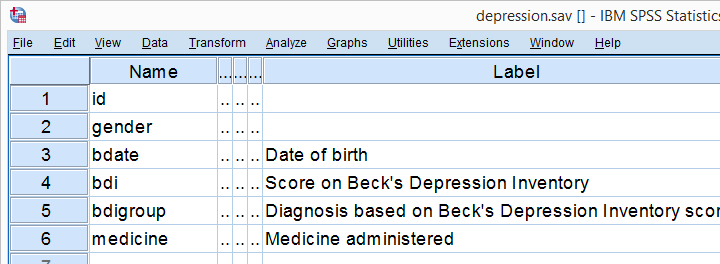 depression.sav [] - IBM SPSS Statistics
File Edit View Data Transform Analyze Graphs Utilities Extensions Window Help
Name ... ... ... Label
1 id .. .. ..
2 gender .. .. ..
3 bdate .. .. .. Date of birth
4 bdi .. .. .. Score on Beck's Depression Inventory
5 bdigroup .. .. .. Diagnosis based on Beck's Depression Inventory scor
6 medicine .. .. .. Medicine administered